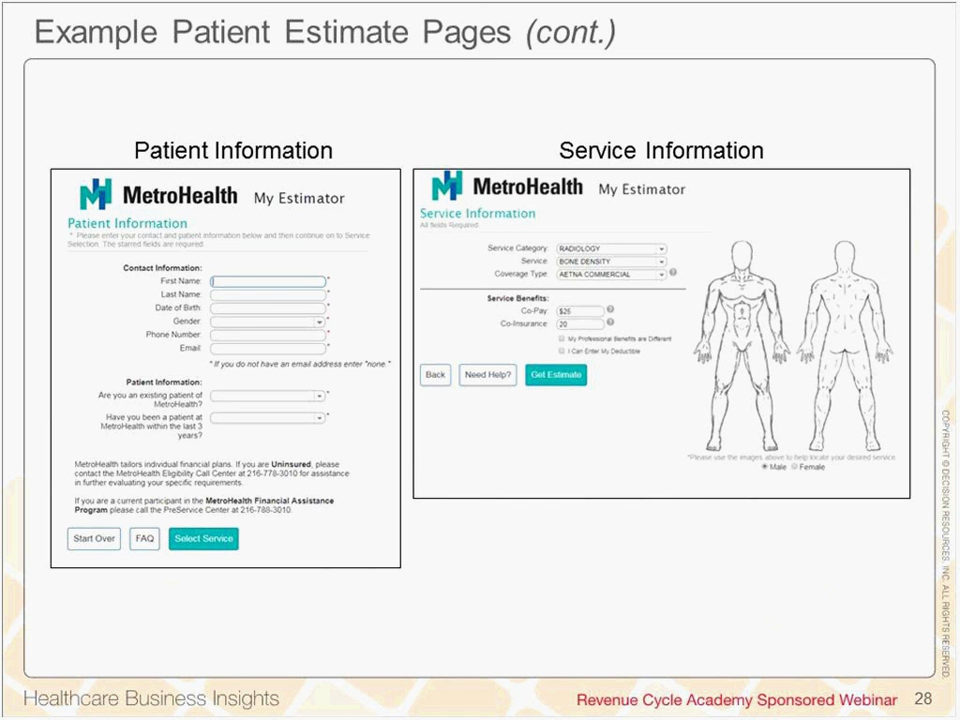 Example Patient Estimate Pages (cont.)
Patient Information
MetroHealth My Estimator
Patient Information
* Please enter your contact and patient information below and then continue on to Service
Selection. The starred fields are required.
Contact Information:
First Name: *
Last Name: *
Date of Birth: *
Gender: *
Phone Number: *
Email: *
* If you do not have an email address enter "none."
Patient Information:
Are you an existing patient of
MetroHealth? *
Have you been a patient at
MetroHealth within the last 3
years? *
MetroHealth tailors individual financial plans. If you are Uninsured, please
contact the MetroHealth Eligibility Call Center at 216-778-3010 for assistance
in further evaluating your specific requirements.
If you are a current participant in the MetroHealth Financial Assistance
Program please call the PreService Center at 216-788-3010.
Start Over FAQ Select Service
Service Information
MetroHealth My Estimator
Service Information
All fields Required
Service Category: RADIOLOGY
Service: BONE DENSITY
Coverage Type: AETNA COMMERCIAL
Service Benefits:
Co-Pay: $25
Co-Insurance: 20
My Professional Benefits are Different
I Can Enter My Deductible
Back Need Help? Get Estimate
*Please use the images above to help locate your desired service
Male Female
COPYRIGHT © DECISION RESOURCES, INC. ALL RIGHTS RESERVED.
Healthcare Business Insights
Revenue Cycle Academy Sponsored Webinar 28